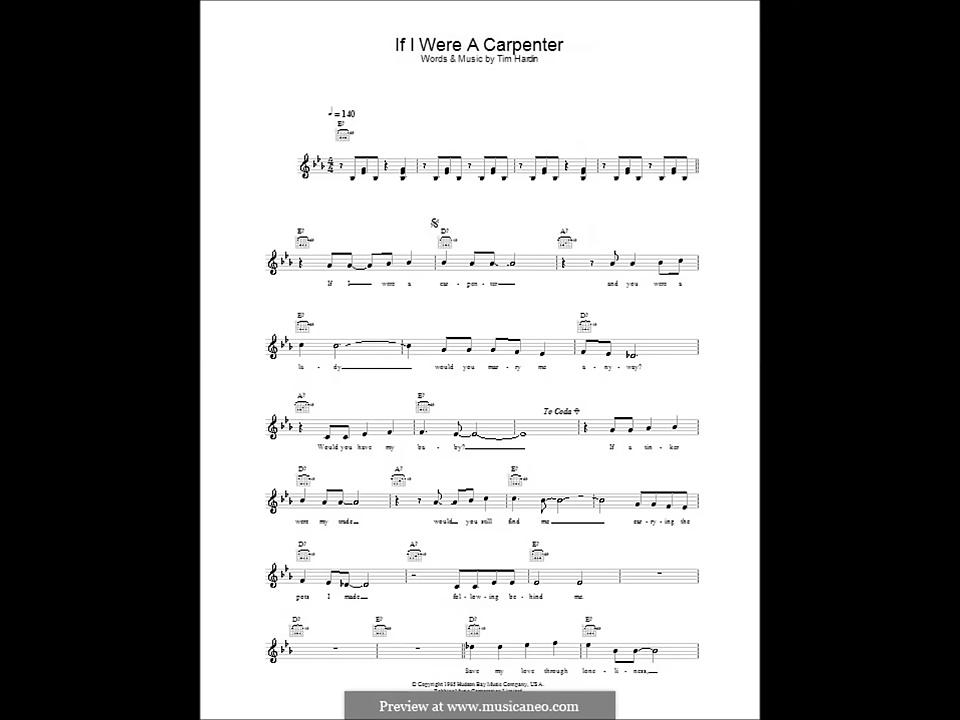 If I Were A Carpenter
Words & Music by Tim Hardin
♩ = 140
If I were a car - pen - ter and you were a
la - dy would you mar - ry me a - ny - way?
To Coda
Would you have my ba - by? If a tin - ker
were my trade would you still find me car - ry - ing the
pots I made fol - low - ing be - hind me.
Save my love through lone - li - ness,
© Copyright 1965 Hudson Bay Music Company, USA.
Preview at www.musicaneo.com